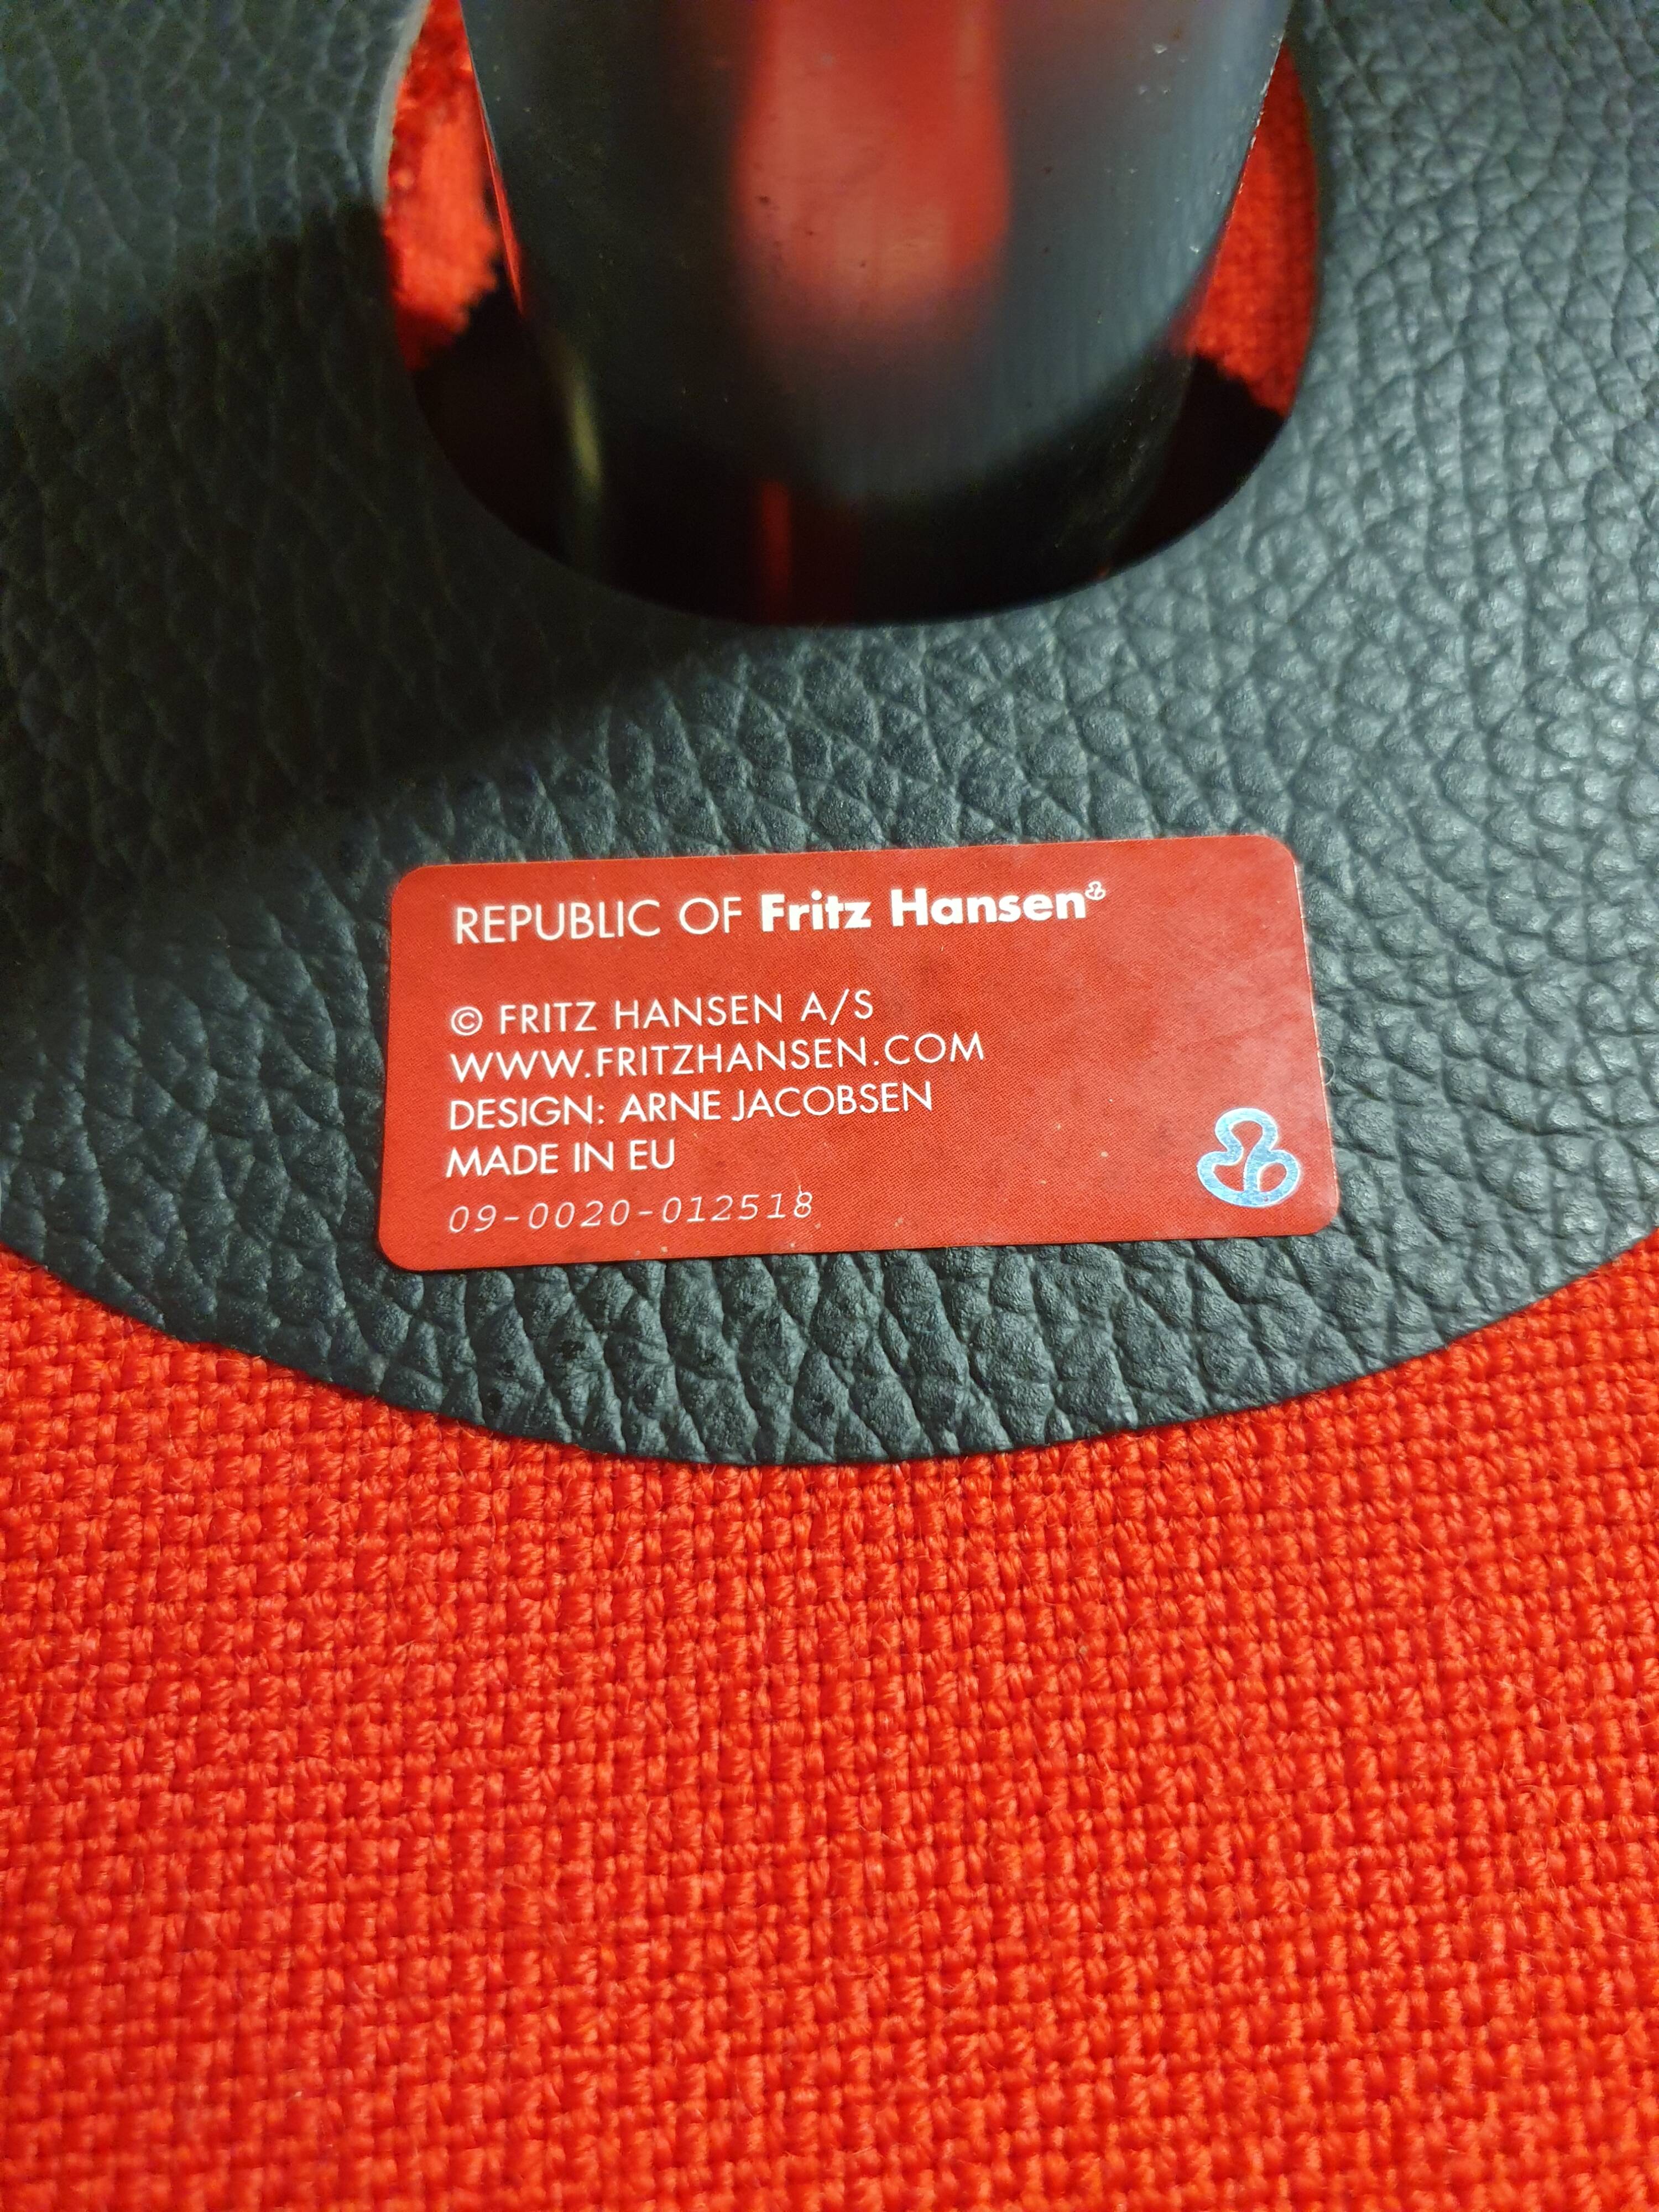 REPUBLIC OF Fritz Hansen
© FRITZ HANSEN A/S
WWW.FRITZHANSEN.COM
DESIGN: ARNE JACOBSEN
MADE IN EU
09-0020-012518